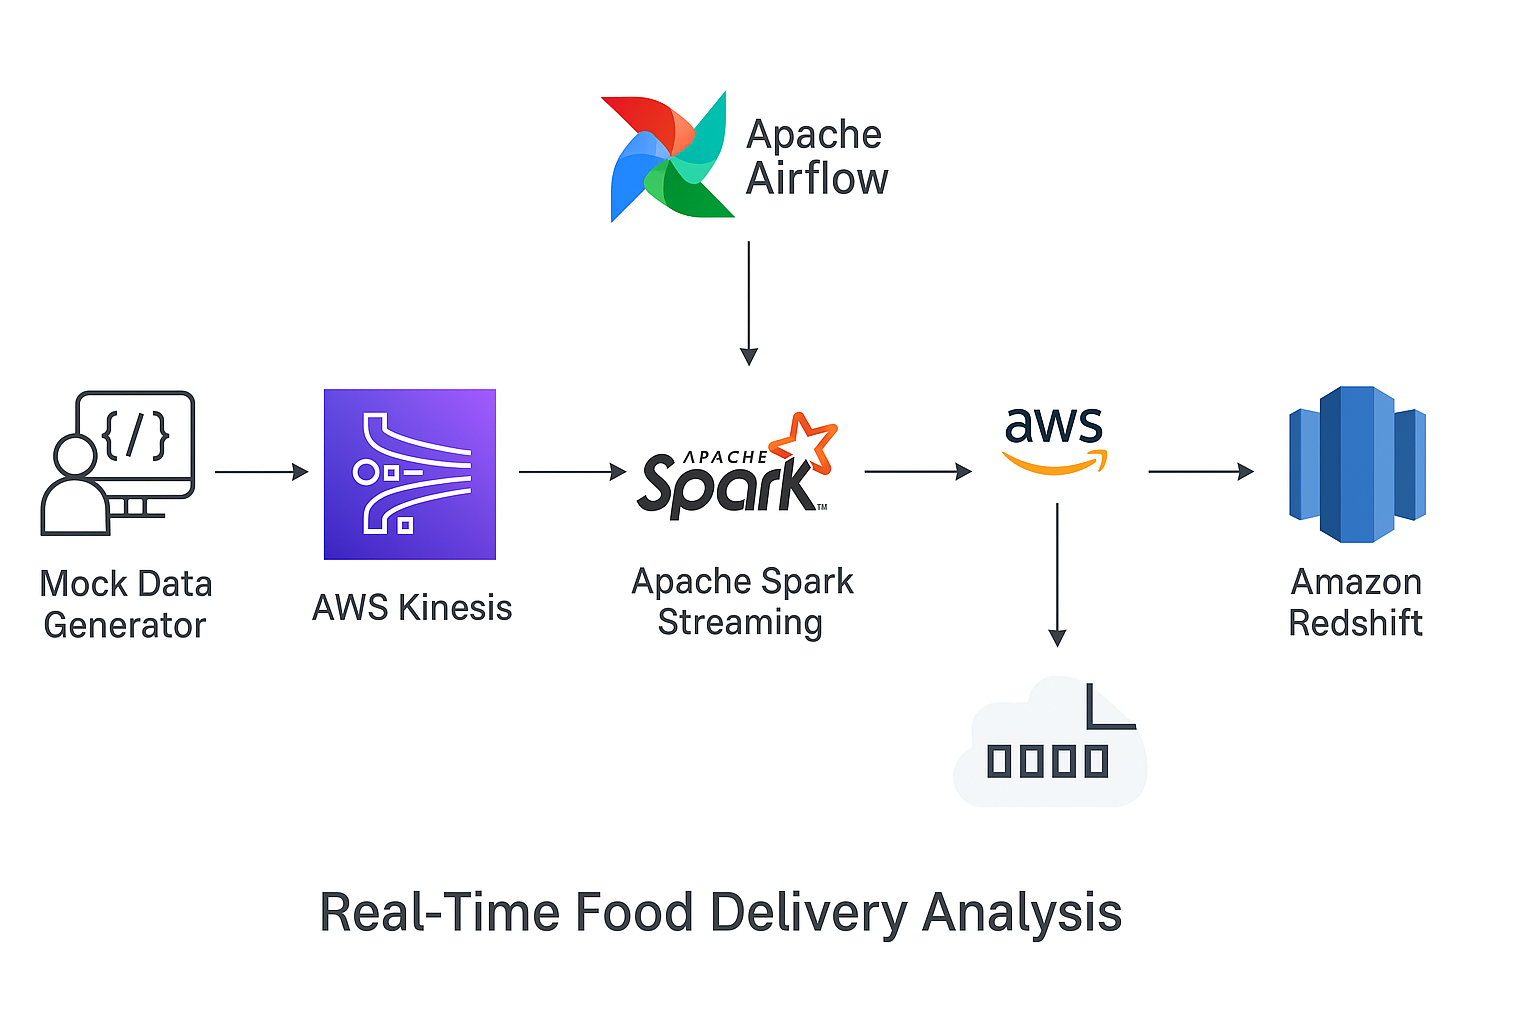 Apache
Airflow
{/}
APACHE
Spark™
aws
Mock Data
Generator
AWS Kinesis
Apache Spark
Streaming
Amazon
Redshift
Real-Time Food Delivery Analysis